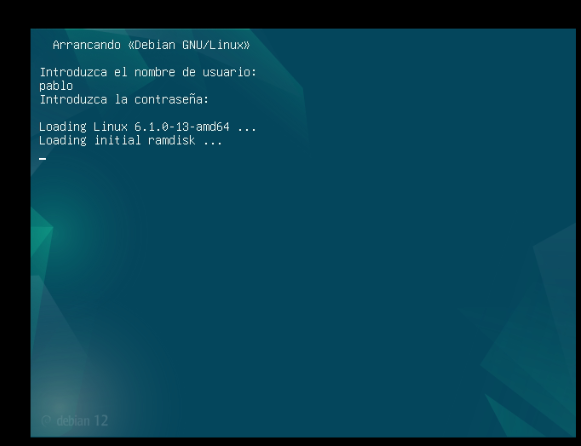 Arrancando «Debian GNU/Linux»
Introduzca el nombre de usuario:
pablo
Introduzca la contraseña:
Loading Linux 6.1.0-13-amd64 ...
Loading initial ramdisk ...
debian 12